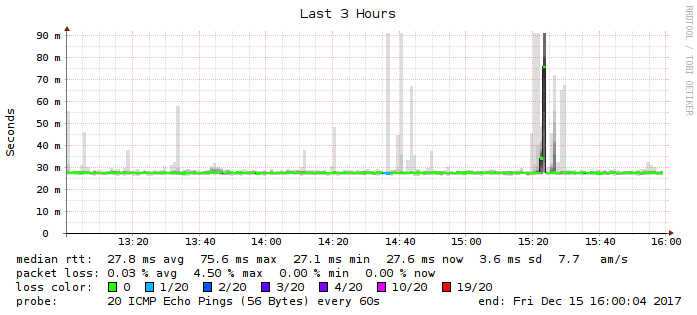 Last 3 Hours
RRDTOOL / TOBI OETIKER
Seconds
90 m
80 m
70 m
60 m
50 m
40 m
30 m
20 m
10 m
0
13:20 13:40 14:00 14:20 14:40 15:00 15:20 15:40 16:00
median rtt: 27.8 ms avg 75.6 ms max 27.1 ms min 27.6 ms now 3.6 ms sd 7.7 am/s
packet loss: 0.03 % avg 4.50 % max 0.00 % min 0.00 % now
loss color: 0 1/20 2/20 3/20 4/20 10/20 19/20
probe: 20 ICMP Echo Pings (56 Bytes) every 60s end: Fri Dec 15 16:00:04 2017